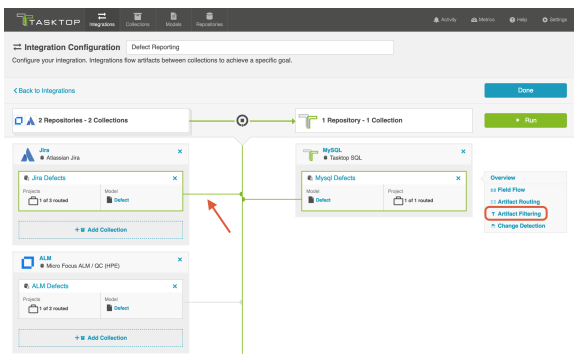 TASKTOP
Integrations
Collections
Models
Repositories
Activity
Metrics
Help
Settings
Integration Configuration
Defect Reporting
Configure your integration. Integrations flow artifacts between collections to achieve a specific goal.
Back to Integrations
Done
2 Repositories - 2 Collections
1 Repository - 1 Collection
Run
Jira
Atlassian Jira
Jira Defects
Projects
1 of 3 routed
Model
Defect
+ Add Collection
MySQL
Tasktop SQL
Mysql Defects
Model
Defect
Project
1 of 1 routed
Overview
Field Flow
Artifact Routing
Artifact Filtering
Change Detection
ALM
Micro Focus ALM / QC (HPE)
ALM Defects
Projects
1 of 2 routed
Model
Defect
+ Add Collection